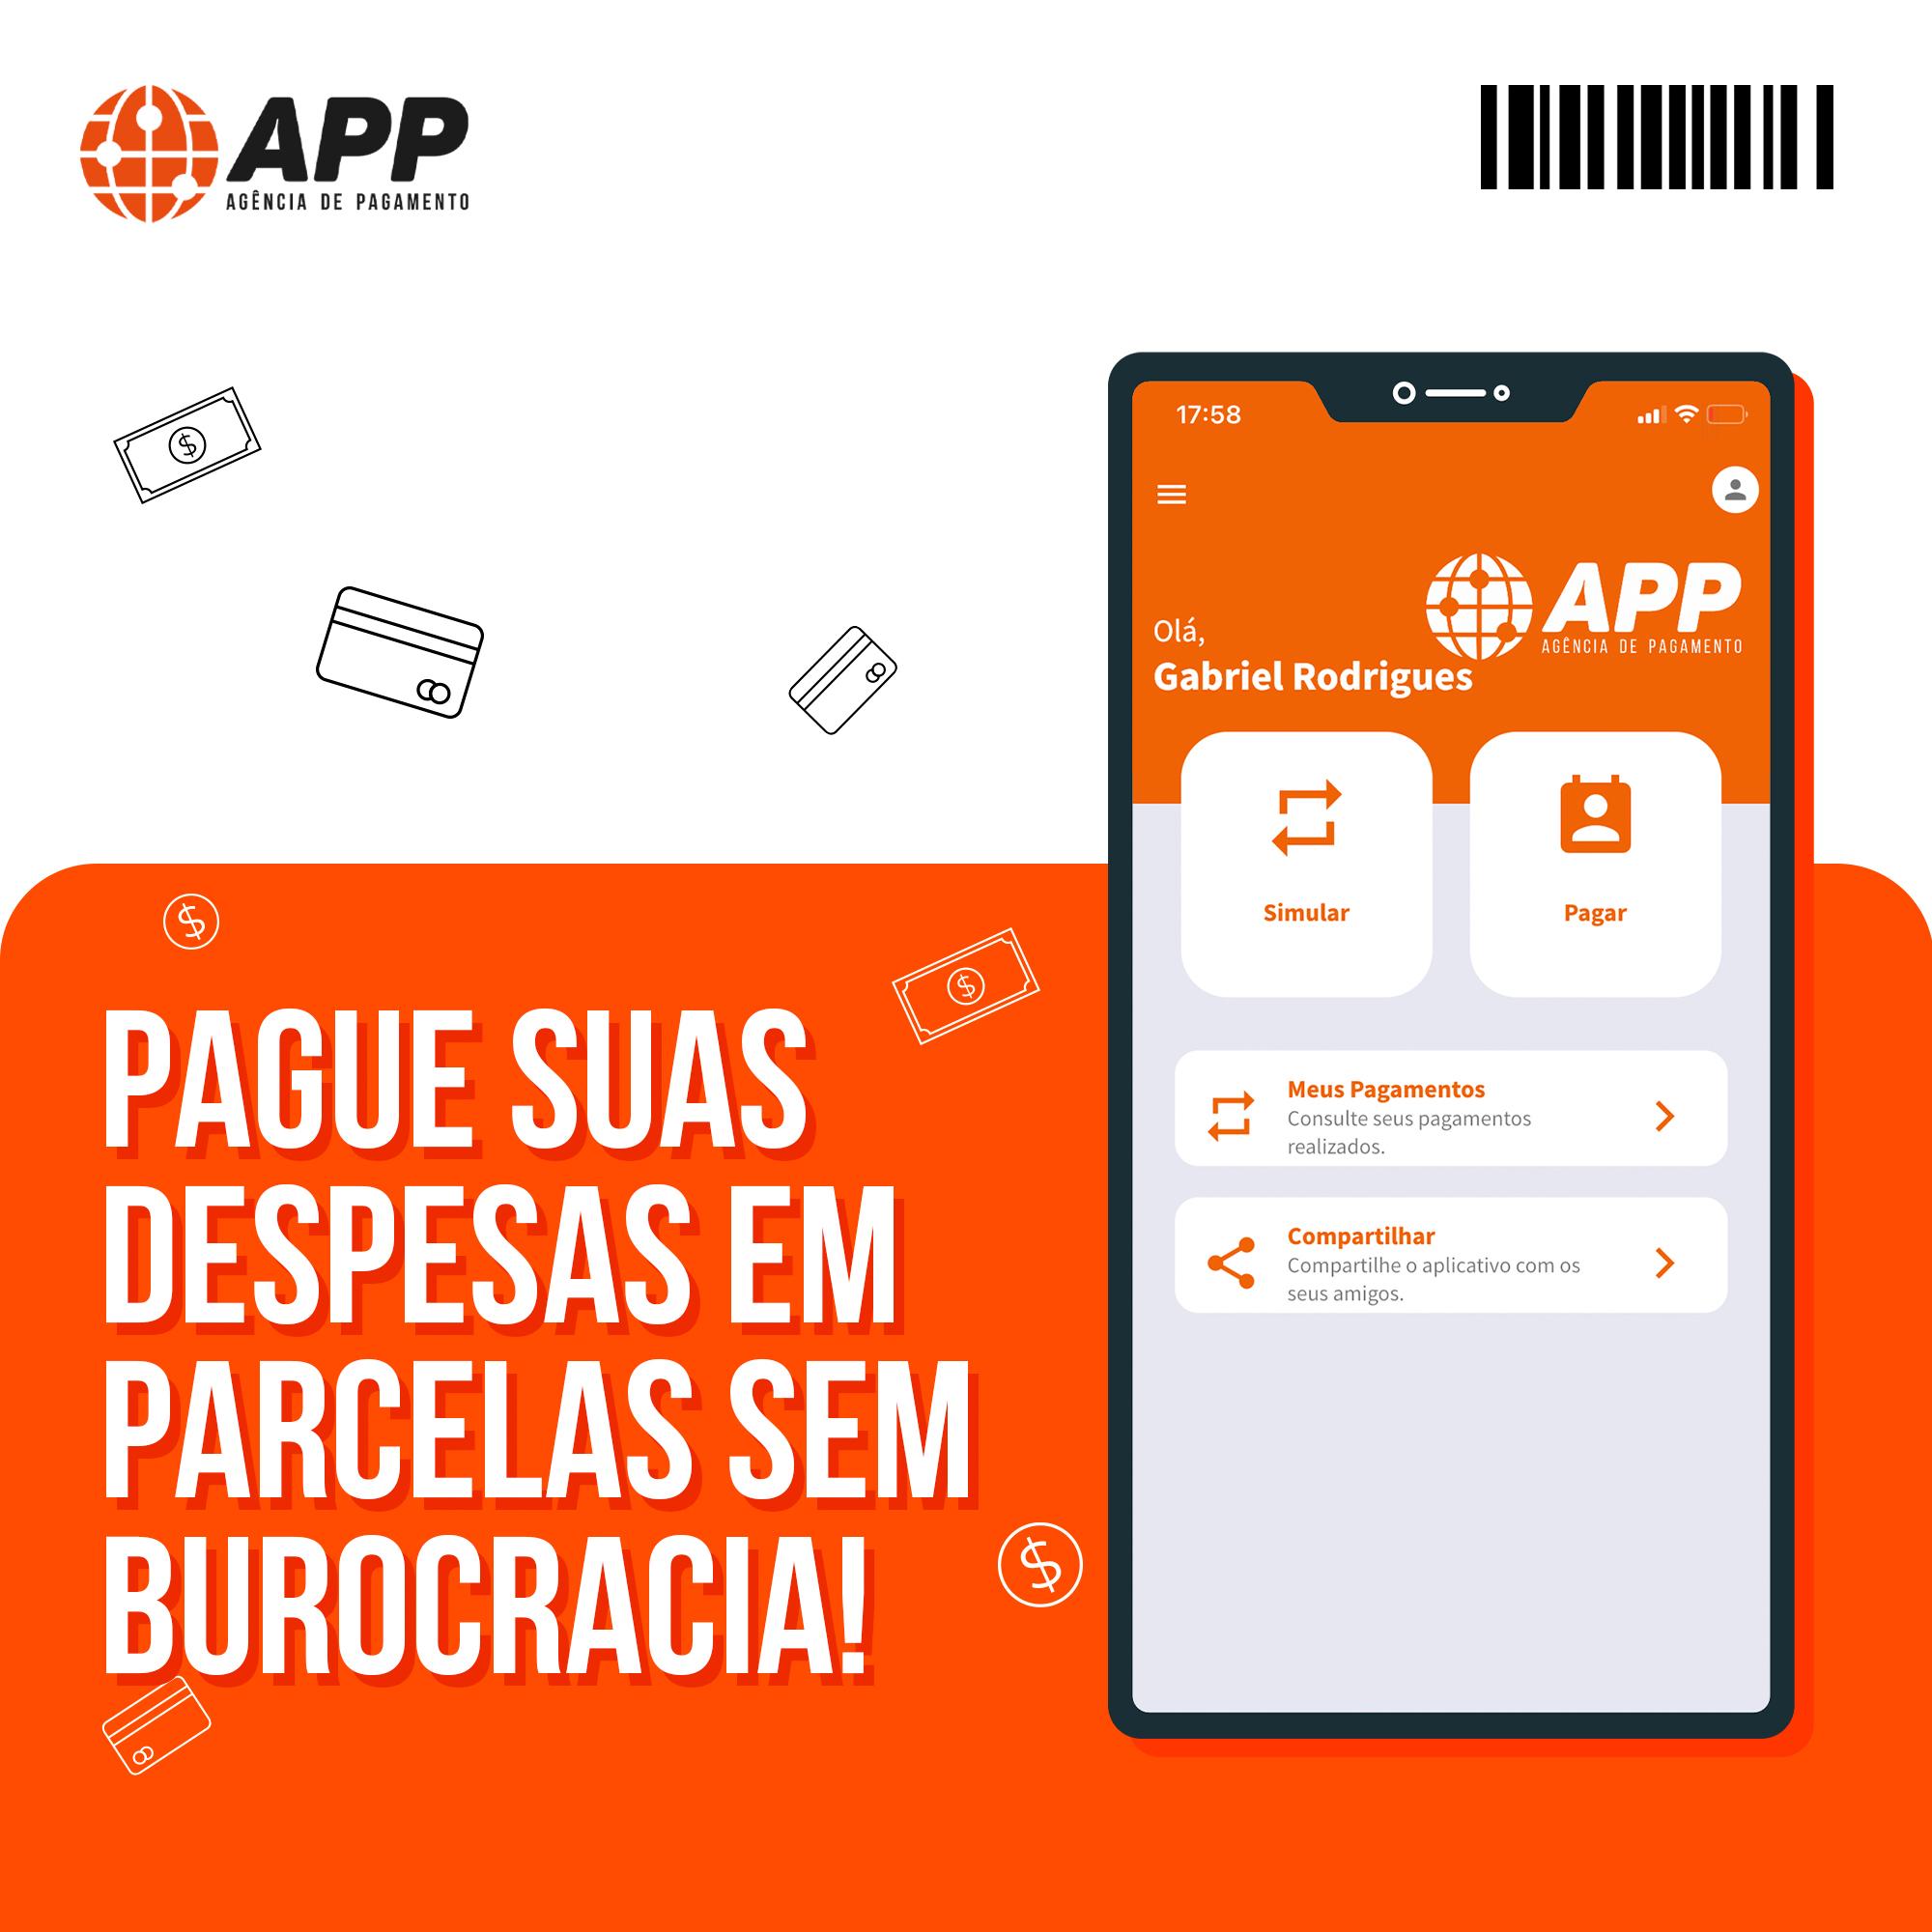 APP
AGÊNCIA DE PAGAMENTO
17:58
APP
AGÊNCIA DE PAGAMENTO
Olá,
Gabriel Rodrigues
Simular
Pagar
Meus Pagamentos
Consulte seus pagamentos
realizados.
Compartilhar
Compartilhe o aplicativo com os
seus amigos.
PAGUE SUAS
DESPESAS EM
PARCELAS SEM
BUROCRACIA!